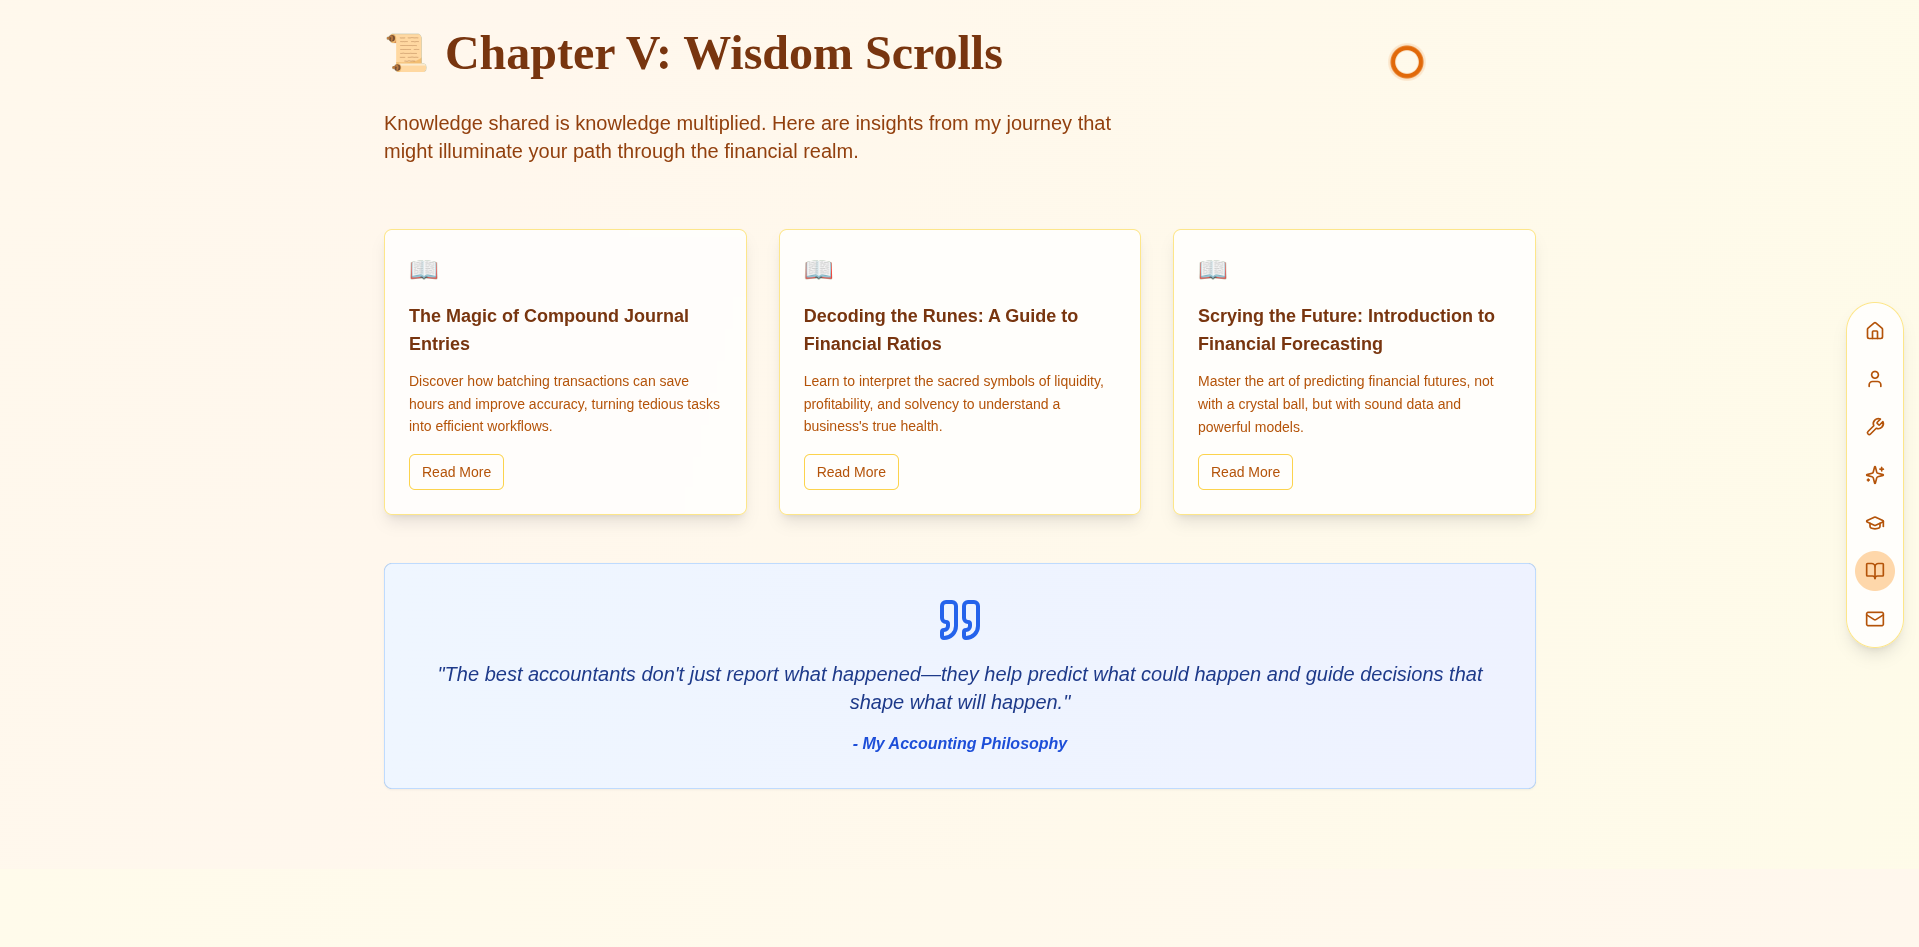 Chapter V: Wisdom Scrolls
Knowledge shared is knowledge multiplied. Here are insights from my journey that
might illuminate your path through the financial realm.
The Magic of Compound Journal
Entries
Discover how batching transactions can save
hours and improve accuracy, turning tedious tasks
into efficient workflows.
Read More
Decoding the Runes: A Guide to
Financial Ratios
Learn to interpret the sacred symbols of liquidity,
profitability, and solvency to understand a
business's true health.
Read More
Scrying the Future: Introduction to
Financial Forecasting
Master the art of predicting financial futures, not
with a crystal ball, but with sound data and
powerful models.
Read More
"The best accountants don't just report what happened—they help predict what could happen and guide decisions that
shape what will happen."
- My Accounting Philosophy